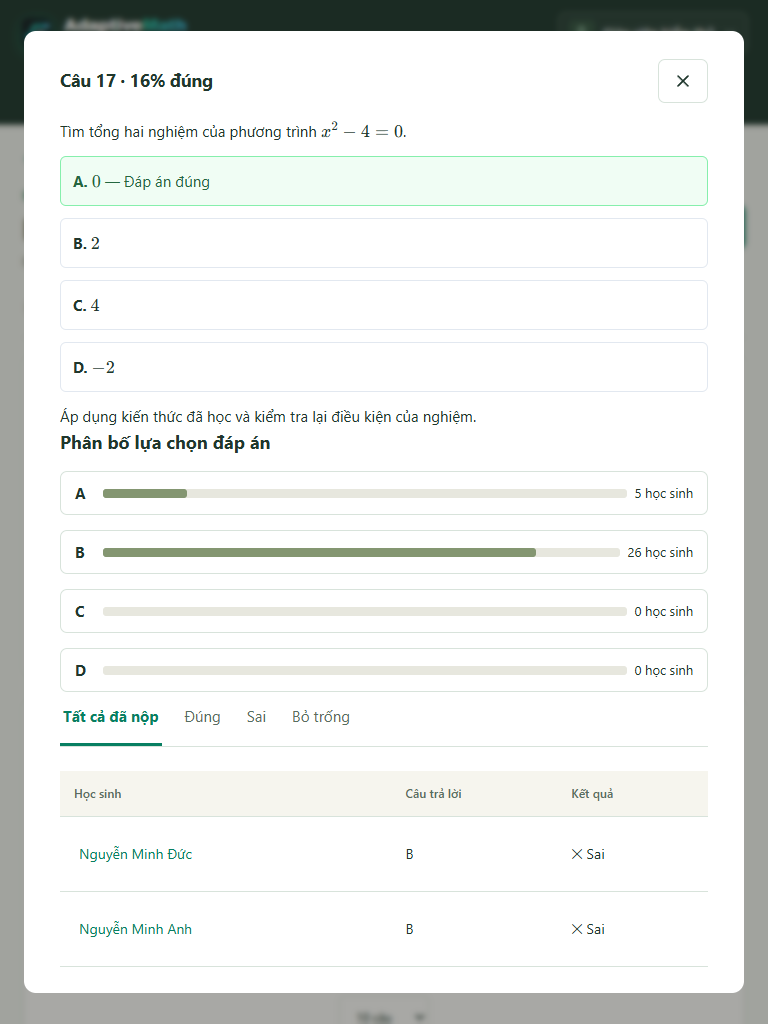 AdaptiveMath
Câu 17 · 16% đúng
Tìm tổng hai nghiệm của phương trình x² − 4 = 0.
A. 0 — Đáp án đúng
B. 2
C. 4
D. −2
Áp dụng kiến thức đã học và kiểm tra lại điều kiện của nghiệm.
Phân bố lựa chọn đáp án
A 5 học sinh
B 26 học sinh
C 0 học sinh
D 0 học sinh
Tất cả đã nộp Đúng Sai Bỏ trống
Học sinh Câu trả lời Kết quả
Nguyễn Minh Đức B × Sai
Nguyễn Minh Anh B × Sai